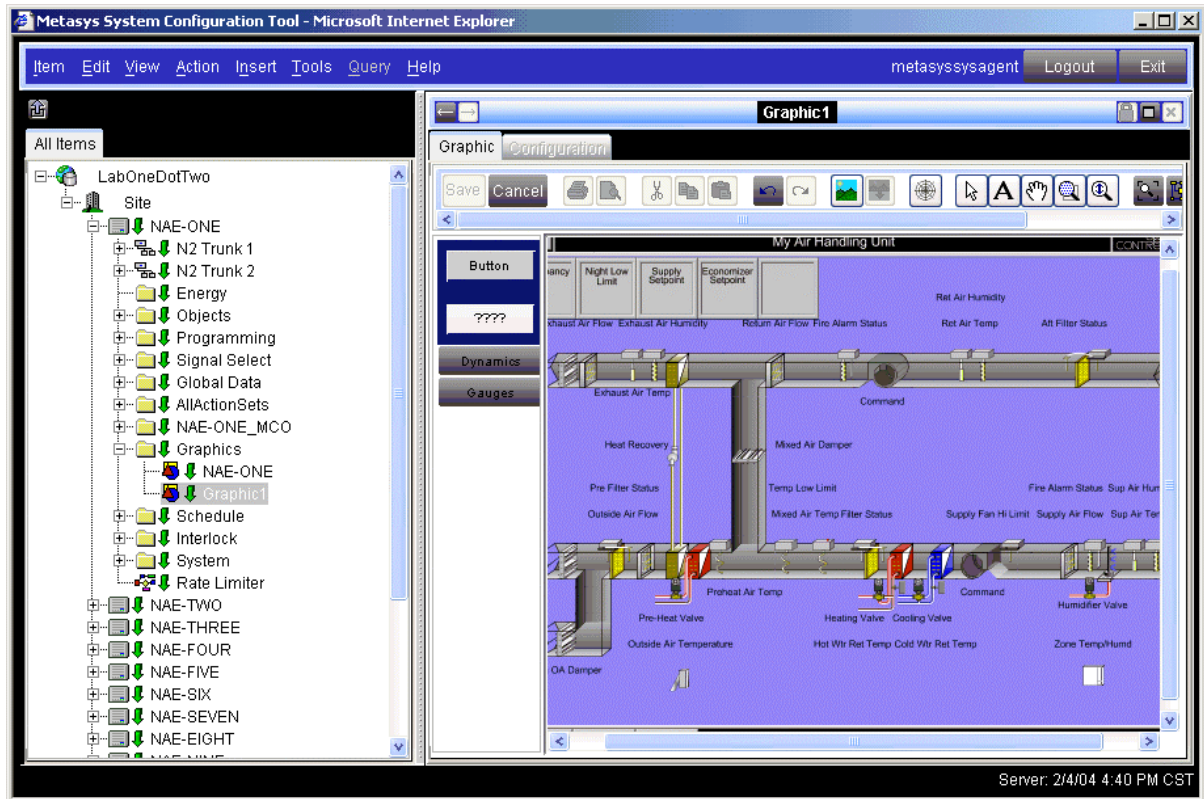 Metasys System Configuration Tool - Microsoft Internet Explorer
Item Edit View Action Insert Tools Query Help
metasyssysagent Logout Exit
All Items
LabOneDotTwo
Site
NAE-ONE
N2 Trunk 1
N2 Trunk 2
Energy
Objects
Programming
Signal Select
Global Data
AllActionSets
NAE-ONE_MCO
Graphics
NAE-ONE
Graphic1
Schedule
Interlock
System
Rate Limiter
NAE-TWO
NAE-THREE
NAE-FOUR
NAE-FIVE
NAE-SIX
NAE-SEVEN
NAE-EIGHT
Graphic1
Graphic Configuration
Save Cancel A
Button
????
Dynamics
Gauges
My Air Handling Unit
ancy
Night Low Limit
Supply Setpoint
Economizer Setpoint
Ret Air Humidity
xhaust Air Flow Exhaust Air Humidity Return Air Flow Fire Alarm Status Ret Air Temp Aft Filter Status
Exhaust Air Temp
Command
Heat Recovery
Mixed Air Damper
Pre Filter Status Temp Low Limit Fire Alarm Status Sup Air Hum
Outside Air Flow Mixed Air Temp Filter Status Supply Fan Hi Limit Supply Air Flow Sup Air Ter
Preheat Air Temp Command
Humidifier Valve
Pre-Heat Valve Heating Valve Cooling Valve
Outside Air Temperature Hot Wtr Ret Temp Cold Wtr Ret Temp Zone Temp/Humd
OA Damper
Server: 2/4/04 4:40 PM CST